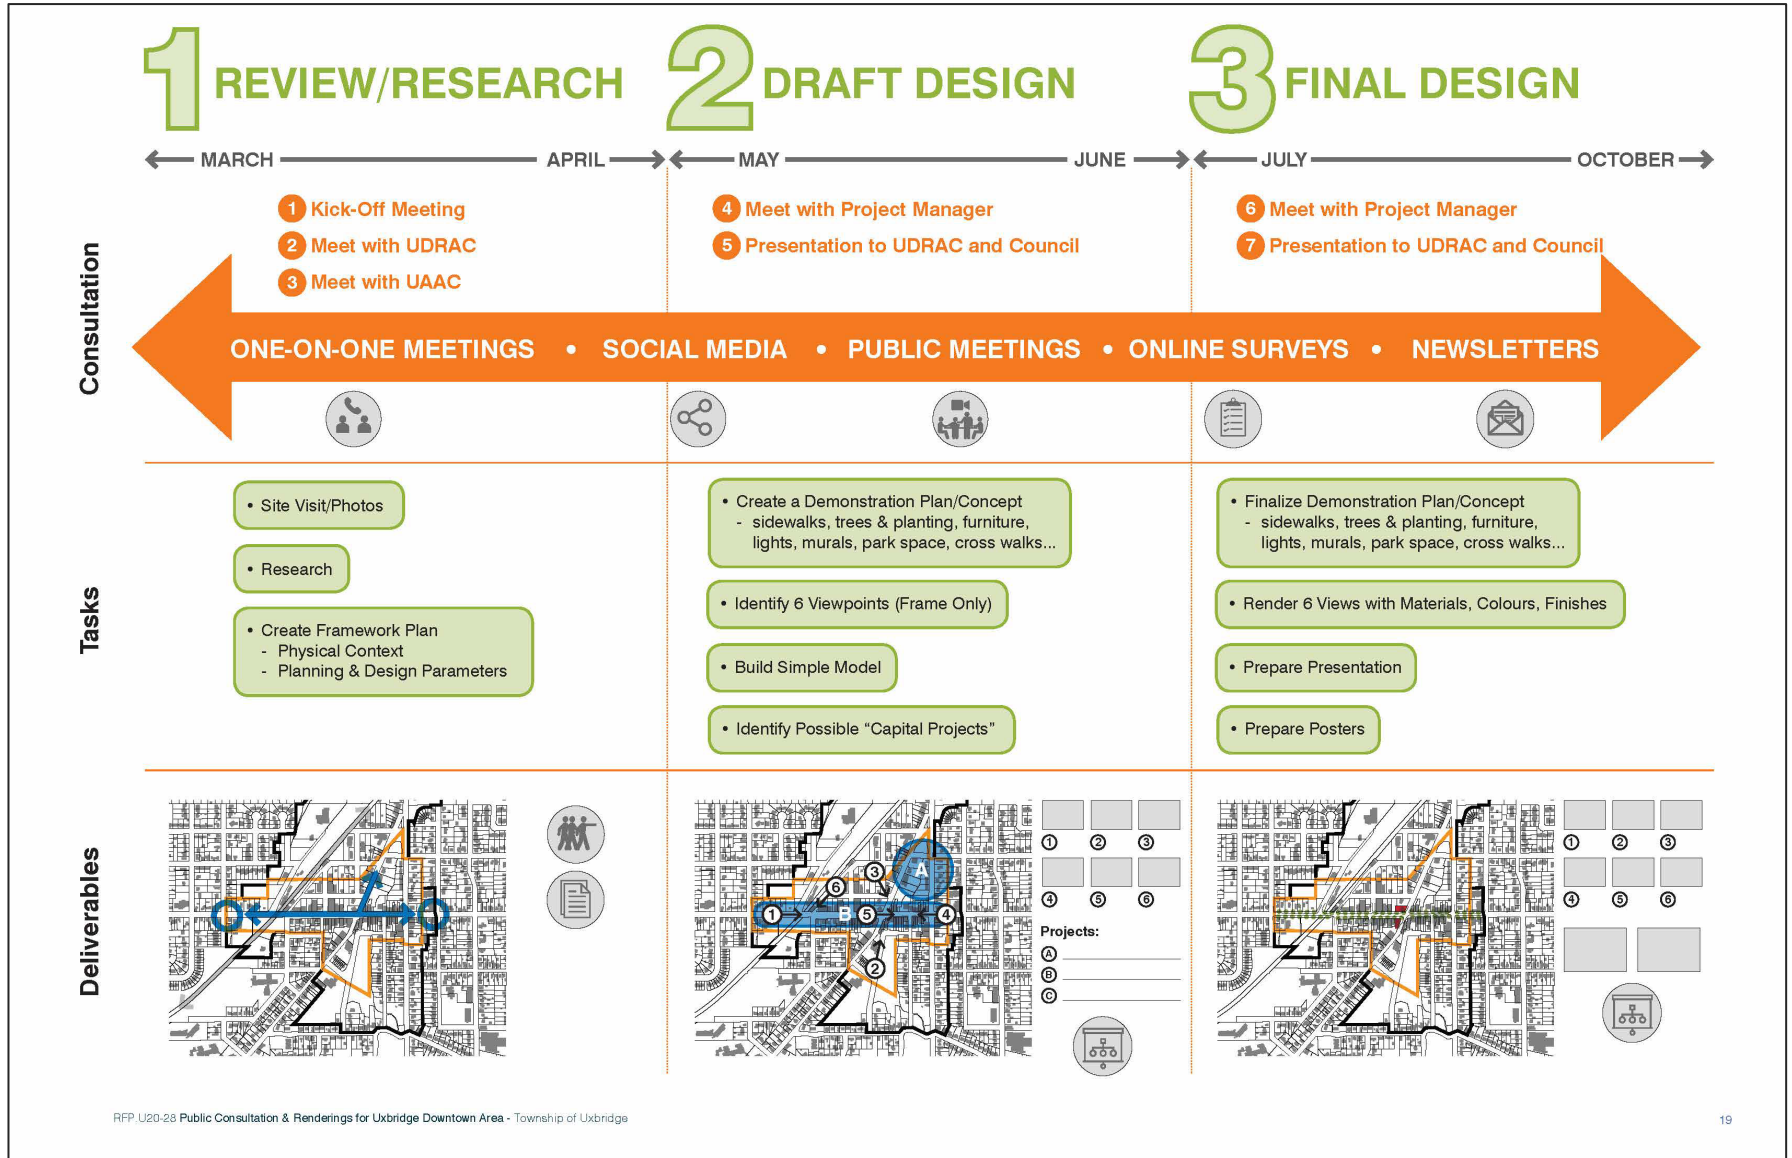 1 REVIEW/RESEARCH
2 DRAFT DESIGN
3 FINAL DESIGN
MARCH
APRIL
MAY
JUNE
JULY
OCTOBER
Consultation
1 Kick-Off Meeting
2 Meet with UDRAC
3 Meet with UAAC
4 Meet with Project Manager
5 Presentation to UDRAC and Council
6 Meet with Project Manager
7 Presentation to UDRAC and Council
ONE-ON-ONE MEETINGS • SOCIAL MEDIA • PUBLIC MEETINGS • ONLINE SURVEYS • NEWSLETTERS
Tasks
• Site Visit/Photos
• Research
• Create Framework Plan
- Physical Context
- Planning & Design Parameters
• Create a Demonstration Plan/Concept
- sidewalks, trees & planting, furniture,
lights, murals, park space, cross walks...
• Identify 6 Viewpoints (Frame Only)
• Build Simple Model
• Identify Possible “Capital Projects”
• Finalize Demonstration Plan/Concept
- sidewalks, trees & planting, furniture,
lights, murals, park space, cross walks...
• Render 6 Views with Materials, Colours, Finishes
• Prepare Presentation
• Prepare Posters
Deliverables
A
3
6
1
B
5
4
2
1 2 3
4 5 6
Projects:
A
B
C
1 2 3
4 5 6
RFP.U20-28 Public Consultation & Renderings for Uxbridge Downtown Area - Township of Uxbridge
19